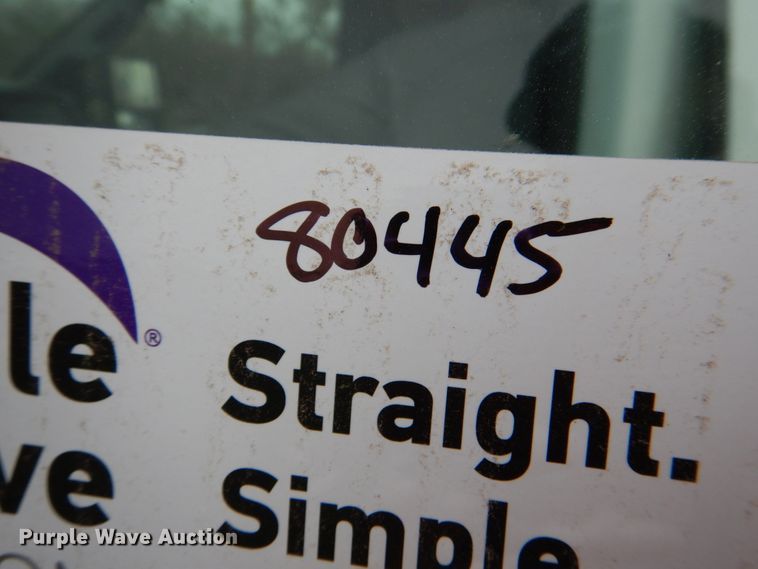 80445
le ®
Straight.
ve
Simple
Purple Wave Auction